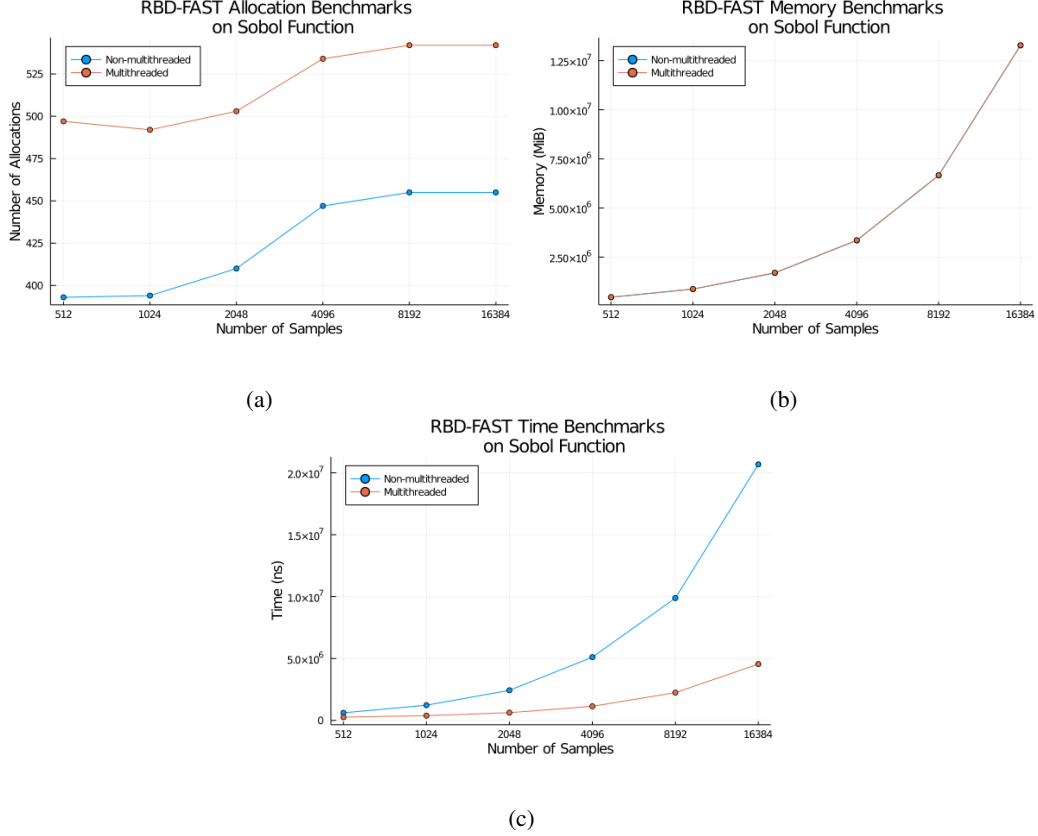 RBD-FAST Allocation Benchmarks
on Sobol Function
Non-multithreaded
Multithreaded
Number of Allocations
525
500
475
450
425
400
512 1024 2048 4096 8192 16384
Number of Samples
(a)
RBD-FAST Memory Benchmarks
on Sobol Function
Non-multithreaded
Multithreaded
Memory (MiB)
1.25×10⁷
1.00×10⁷
7.50×10⁶
5.00×10⁶
2.50×10⁶
512 1024 2048 4096 8192 16384
Number of Samples
(b)
RBD-FAST Time Benchmarks
on Sobol Function
Non-multithreaded
Multithreaded
Time (ns)
2.0×10⁷
1.5×10⁷
1.0×10⁷
5.0×10⁶
0
512 1024 2048 4096 8192 16384
Number of Samples
(c)